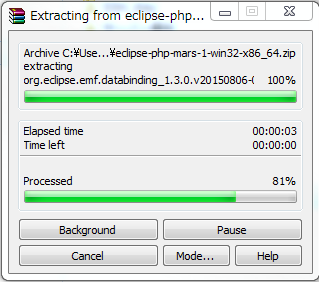 Extracting from eclipse-php...
Archive C:¥Use...¥eclipse-php-mars-1-win32-x86_64.zip
extracting
org.eclipse.emf.databinding_1.3.0.v20150806-( 100%
Elapsed time 00:00:03
Time left 00:00:00
Processed 81%
Background Pause
Cancel Mode... Help